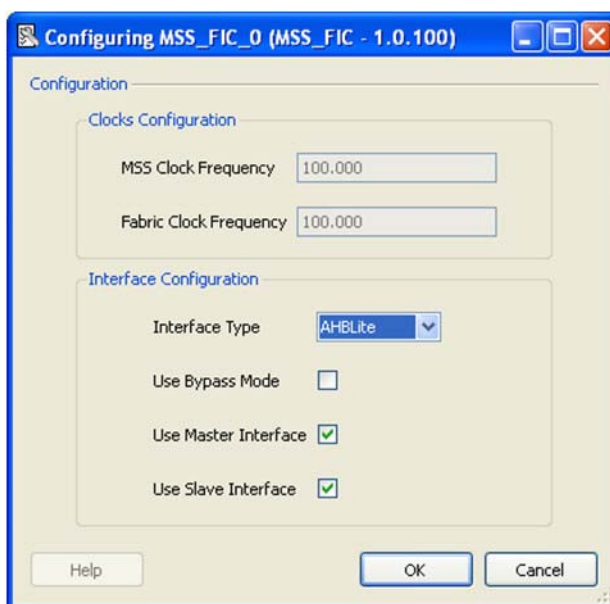 Configuring MSS_FIC_0 (MSS_FIC - 1.0.100)
Configuration
Clocks Configuration
MSS Clock Frequency 100.000
Fabric Clock Frequency 100.000
Interface Configuration
Interface Type AHBLite
Use Bypass Mode
Use Master Interface
Use Slave Interface
Help OK Cancel